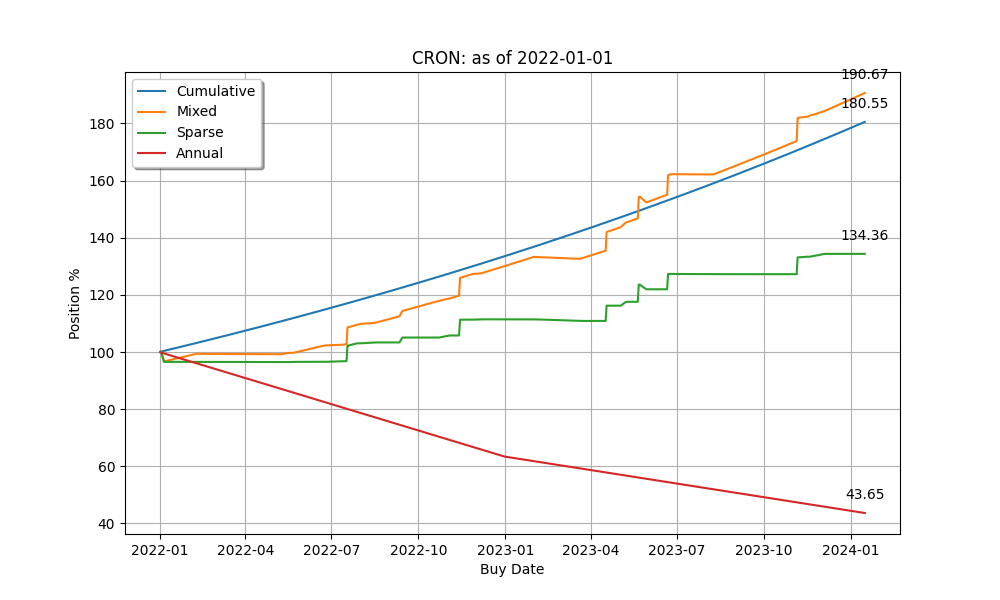 CRON: as of 2022-01-01
190.67
180.55
134.36
43.65
Cumulative
Mixed
Sparse
Annual
Position %
180
160
140
120
100
80
60
40
2022-01 2022-04 2022-07 2022-10 2023-01 2023-04 2023-07 2023-10 2024-01
Buy Date